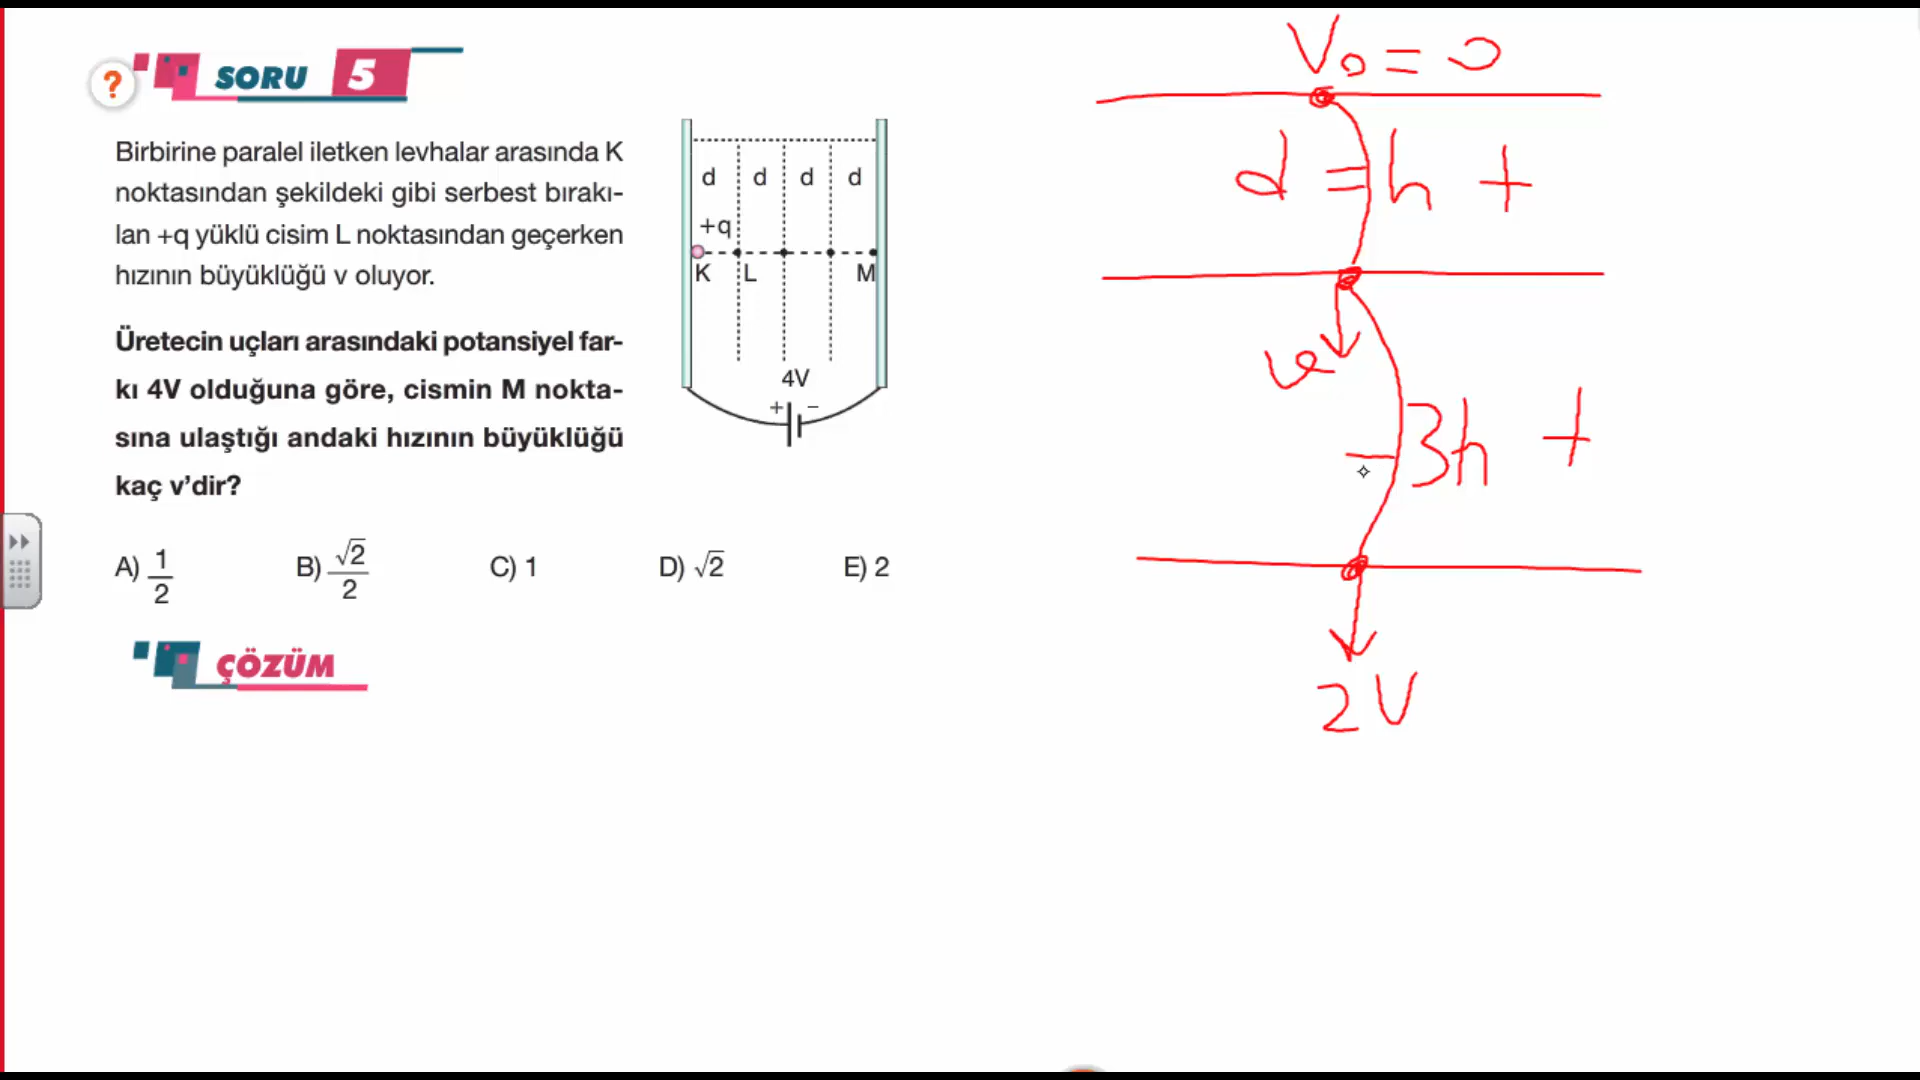 ? SORU 5
Birbirine paralel iletken levhalar arasında K
noktasından şekildeki gibi serbest bırakı-
lan +q yüklü cisim L noktasından geçerken
hızının büyüklüğü v oluyor.
Üretecin uçları arasındaki potansiyel far-
kı 4V olduğuna göre, cismin M nokta-
sına ulaştığı andaki hızının büyüklüğü
kaç v’dir?
A) 1/2 B) √2/2 C) 1 D) √2 E) 2
ÇÖZÜM
d d d d
+q
K L M
4V
+ −
V₀ = 0
d = h +
v
3h +
2V